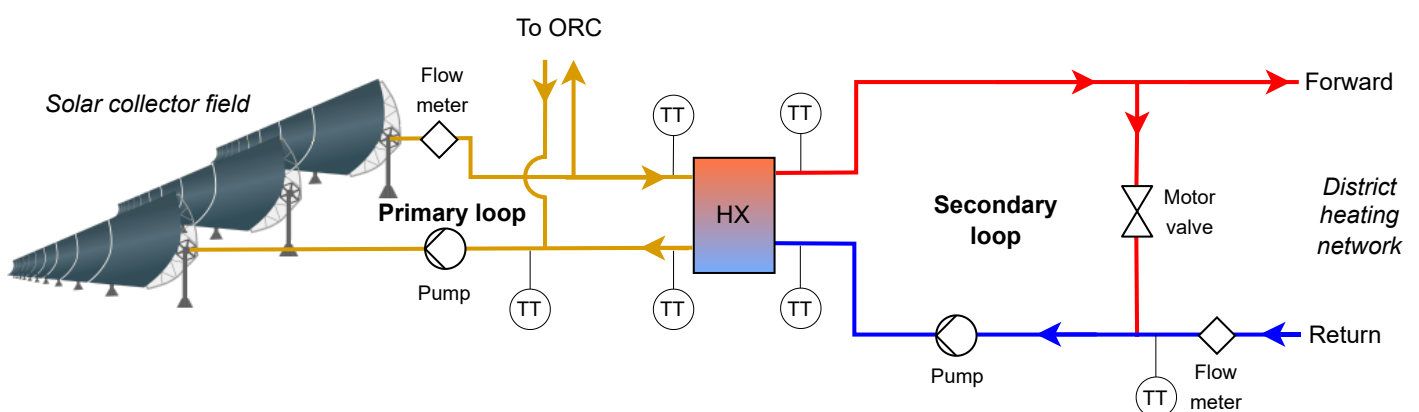 To ORC
Solar collector field
Flow
meter
TT
TT
Forward
Primary loop
HX
Secondary
loop
Motor
valve
District
heating
network
Pump
TT
TT
TT
Pump
TT
Flow
meter
Return